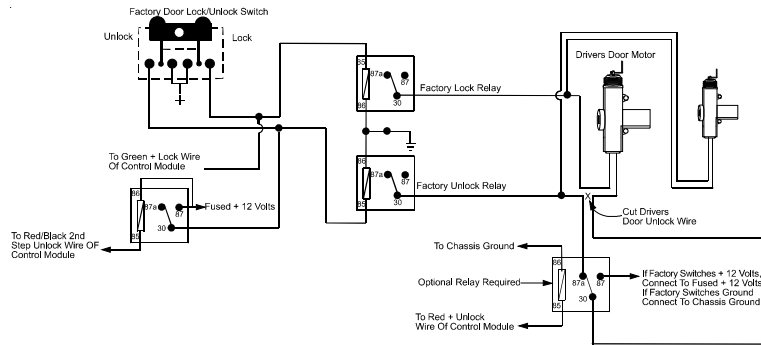 Factory Door Lock/Unlock Switch
Unlock
Lock
85
87a
87
30
86
Factory Lock Relay
Drivers Door Motor
To Green + Lock Wire
Of Control Module
86
87a
87
30
85
Factory Unlock Relay
86
87a
87
30
85
Fused + 12 Volts
To Red/Black 2nd
Step Unlock Wire OF
Control Module
X
Cut Drivers
Door Unlock Wire
To Chassis Ground
Optional Relay Required
86
87a
87
30
85
If Factory Switches + 12 Volts,
Connect To Fused + 12 Volts
If Factory Switches Ground
Connect To Chassis Ground
To Red + Unlock
Wire Of Control Module